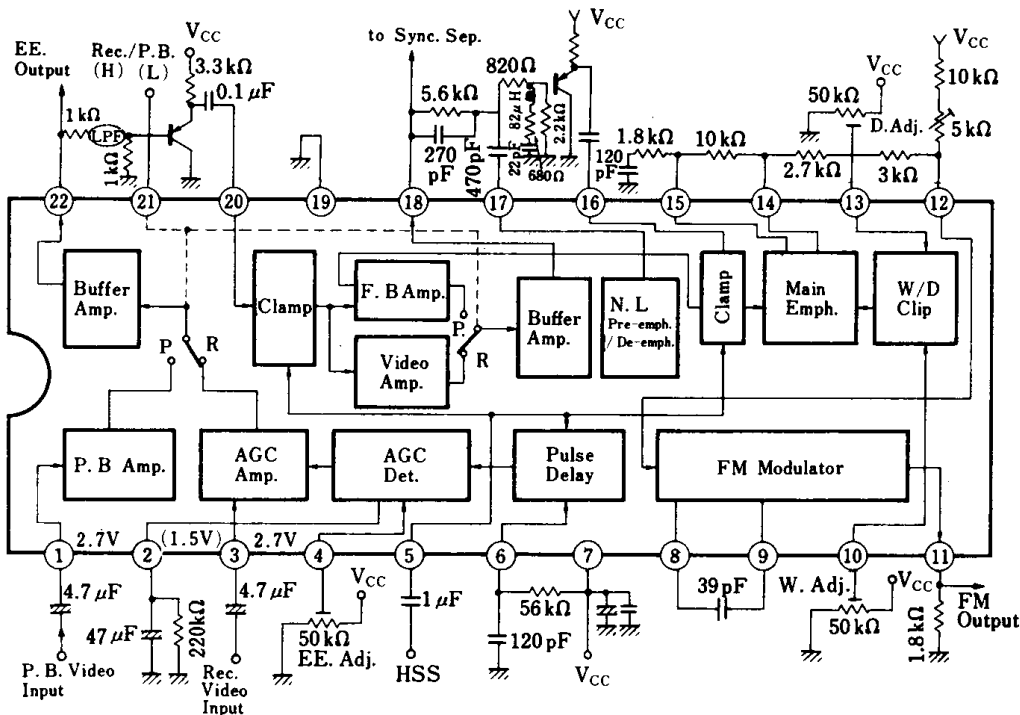 EE.
Output
Rec./P.B.
(H) (L)
VCC
3.3kΩ
0.1μF
1kΩ
LPF
1kΩ
to Sync. Sep.
5.6kΩ
270
pF
470pF
820Ω
82μH
22pF
680Ω
2.2kΩ
VCC
120
pF
1.8kΩ
10kΩ
2.7kΩ
3kΩ
50kΩ
VCC
D.Adj.
VCC
10kΩ
5kΩ
22
21
20
19
18
17
16
15
14
13
12
Buffer
Amp.
Clamp
F. B Amp.
Video
Amp.
P.
R
Buffer
Amp.
N. L
Pre-emph.
/ De-emph.
Clamp
Main
Emph.
W/D
Clip
P
R
P. B Amp.
AGC
Amp.
AGC
Det.
Pulse
Delay
FM Modulator
1
2.7V
2
(1.5V)
3
2.7V
4
5
6
7
8
9
10
11
4.7μF
P. B. Video
Input
47μF
220kΩ
4.7μF
Rec.
Video
Input
VCC
50kΩ
EE. Adj.
1μF
HSS
56kΩ
120pF
VCC
39pF
W. Adj.
VCC
50kΩ
1.8kΩ
FM
Output